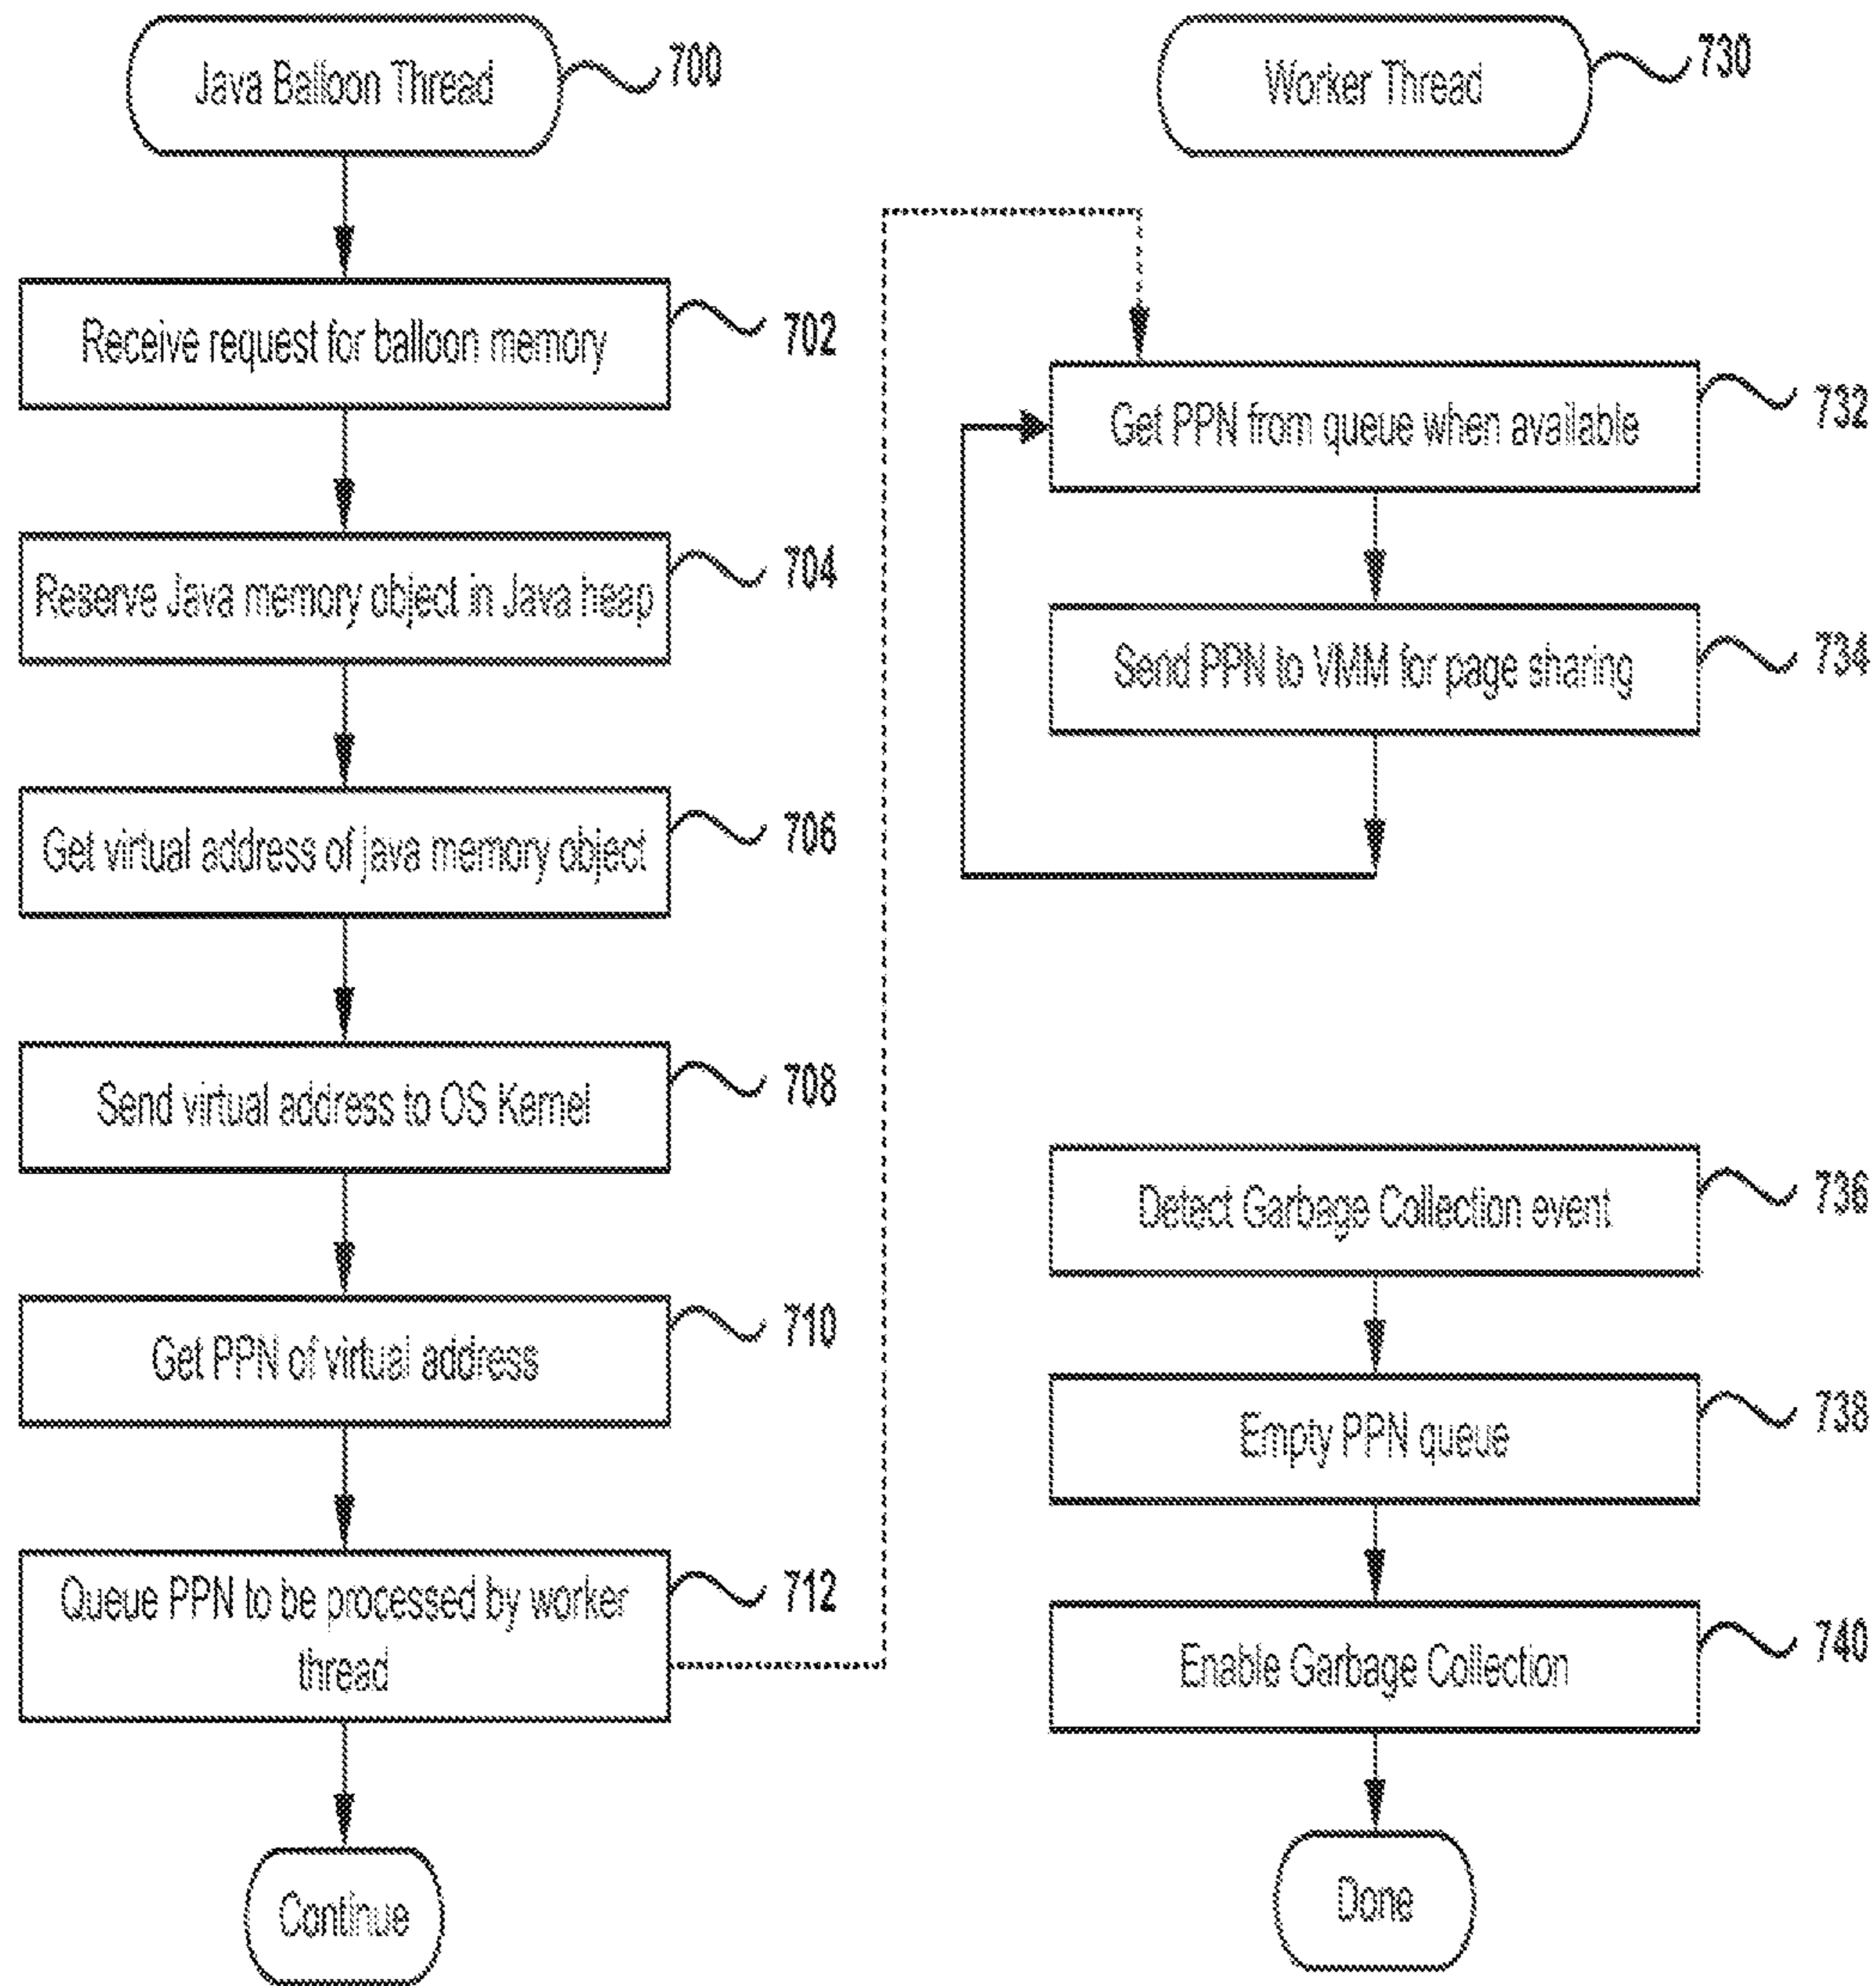 Java Balloon Thread
700
Receive request for balloon memory
702
Reserve Java memory object in Java heap
704
Get virtual address of java memory object
706
Send virtual address to OS Kernel
708
Get PPN of virtual address
710
Queue PPN to be processed by worker
thread
712
Continue
Worker Thread
730
Get PPN from queue when available
732
Send PPN to VMM for page sharing
734
Detect Garbage Collection event
736
Empty PPN queue
738
Enable Garbage Collection
740
Done